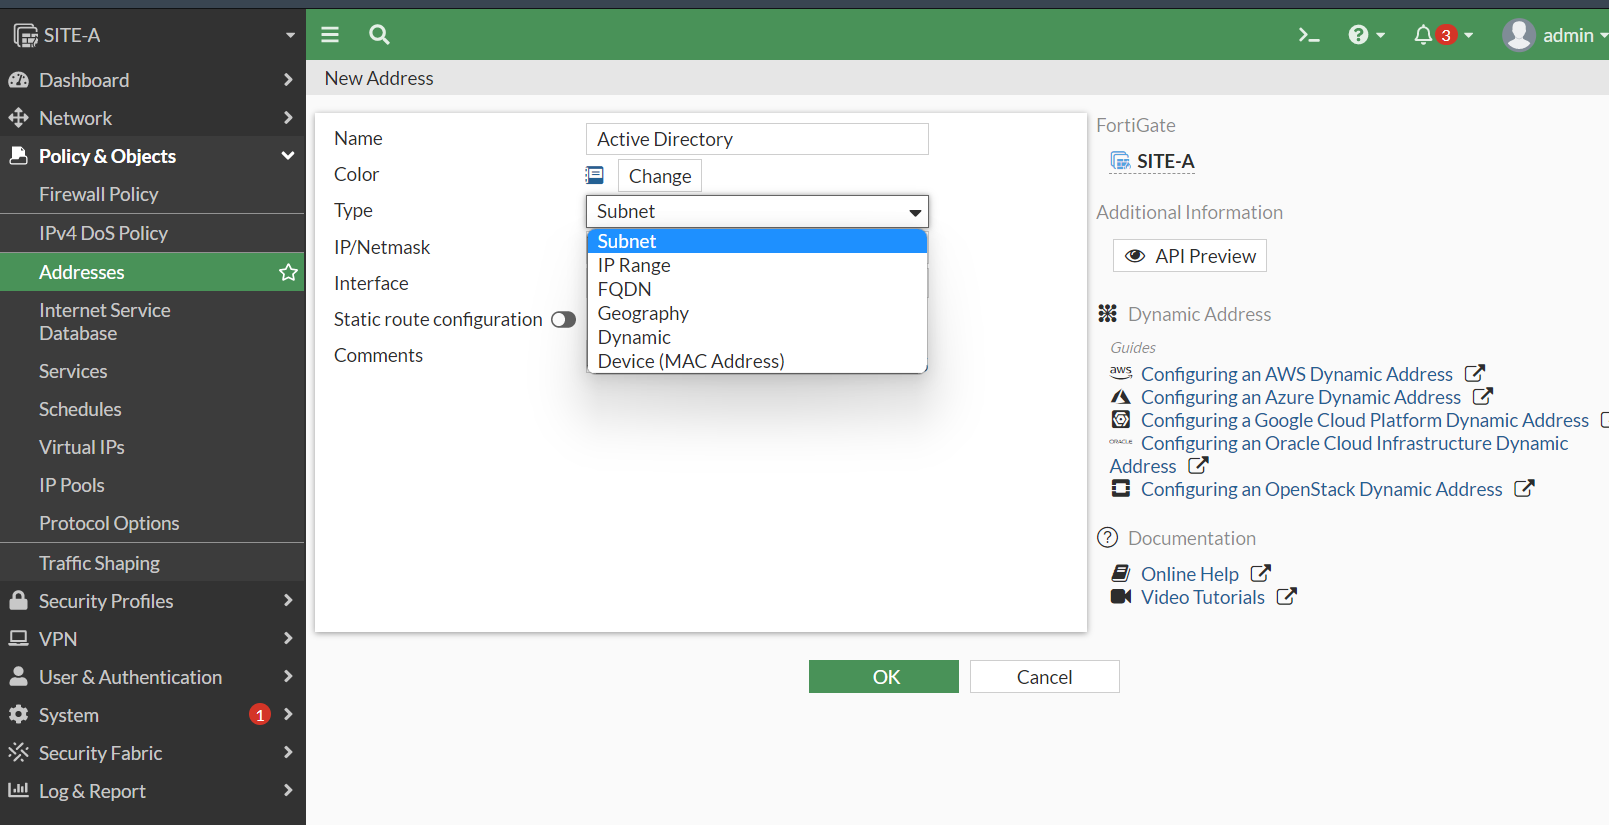 SITE-A
3
admin
Dashboard
Network
Policy & Objects
Firewall Policy
IPv4 DoS Policy
Addresses
Internet Service
Database
Services
Schedules
Virtual IPs
IP Pools
Protocol Options
Traffic Shaping
Security Profiles
VPN
User & Authentication
System 1
Security Fabric
Log & Report
New Address
Name Active Directory
Color Change
Type Subnet
IP/Netmask
Interface
Static route configuration
Comments
Subnet
IP Range
FQDN
Geography
Dynamic
Device (MAC Address)
OK Cancel
FortiGate
SITE-A
Additional Information
API Preview
Dynamic Address
Guides
aws Configuring an AWS Dynamic Address
Configuring an Azure Dynamic Address
Configuring a Google Cloud Platform Dynamic Address
ORACLE Configuring an Oracle Cloud Infrastructure Dynamic
Address
Configuring an OpenStack Dynamic Address
Documentation
Online Help
Video Tutorials